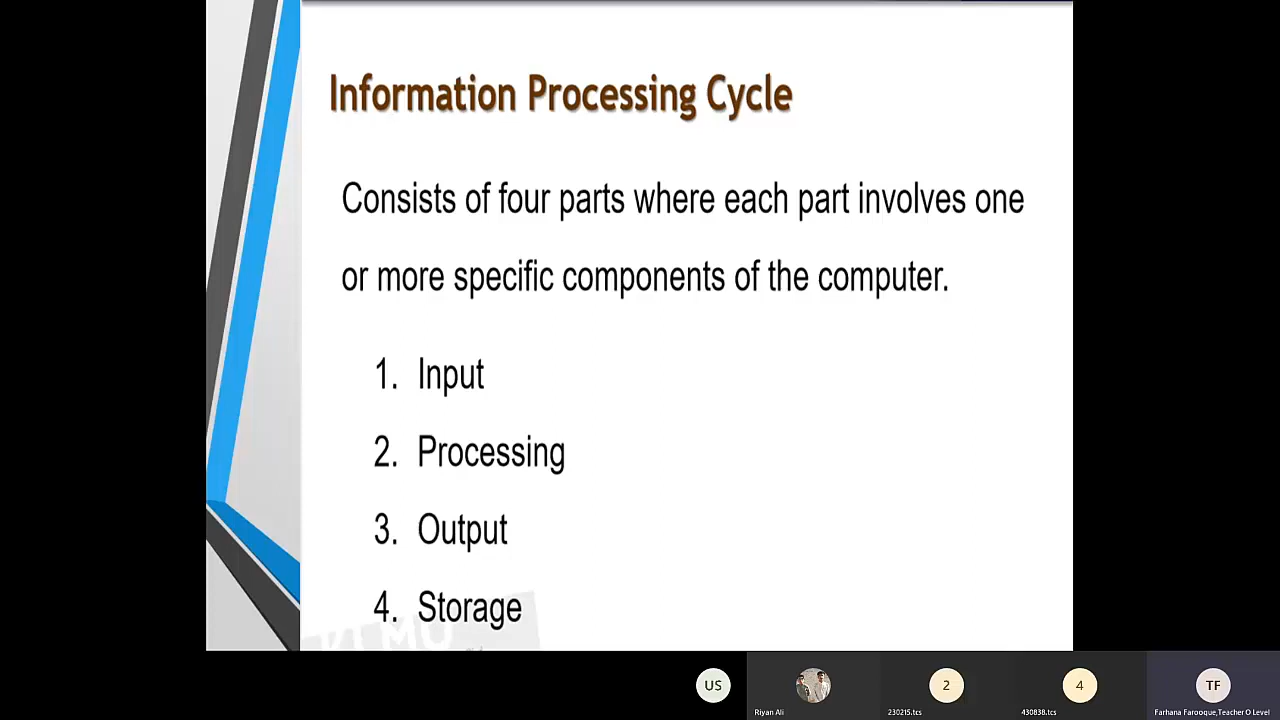 Information Processing Cycle
Consists of four parts where each part involves one
or more specific components of the computer.
1. Input
2. Processing
3. Output
4. Storage
US
2
4
TF
Riyan Ali
230215.tcs
430838.tcs
Farhana Farooque,Teacher O Level